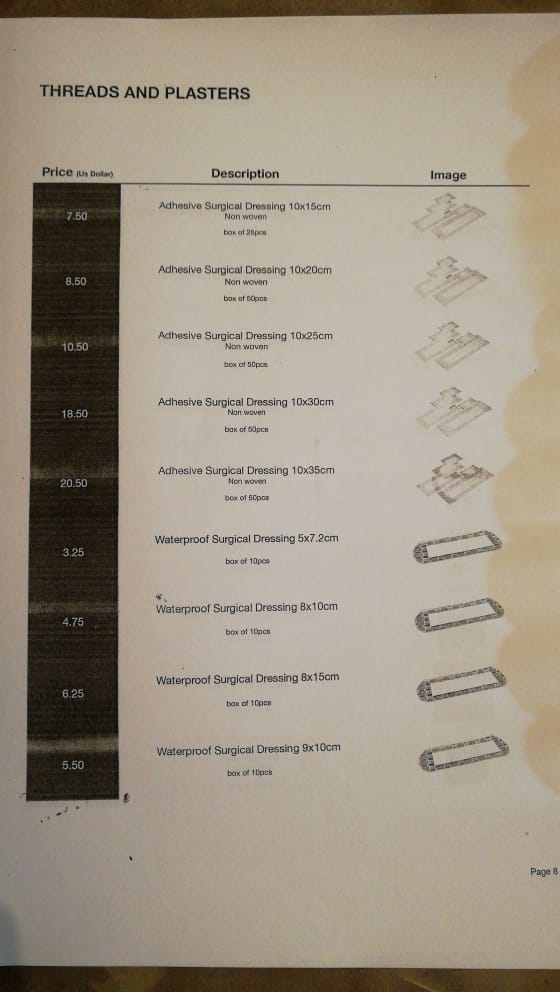 THREADS AND PLASTERS
Price (Us Dollar) Description Image
7.50 Adhesive Surgical Dressing 10x15cm
Non woven
box of 25pcs
8.50 Adhesive Surgical Dressing 10x20cm
Non woven
box of 50pcs
10.50 Adhesive Surgical Dressing 10x25cm
Non woven
box of 50pcs
18.50 Adhesive Surgical Dressing 10x30cm
Non woven
box of 50pcs
20.50 Adhesive Surgical Dressing 10x35cm
Non woven
box of 50pcs
3.25 Waterproof Surgical Dressing 5x7.2cm
box of 10pcs
4.75 Waterproof Surgical Dressing 8x10cm
box of 10pcs
6.25 Waterproof Surgical Dressing 8x15cm
box of 10pcs
5.50 Waterproof Surgical Dressing 9x10cm
box of 10pcs
Page 8